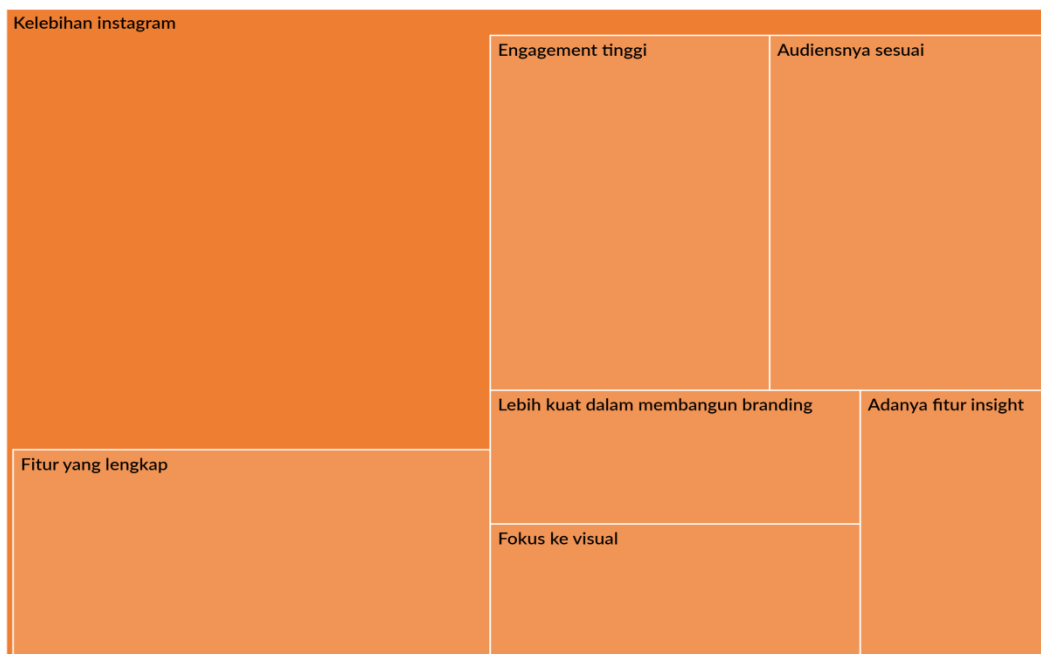 Kelebihan instagram
Engagement tinggi
Audiensnya sesuai
Lebih kuat dalam membangun branding
Adanya fitur insight
Fitur yang lengkap
Fokus ke visual